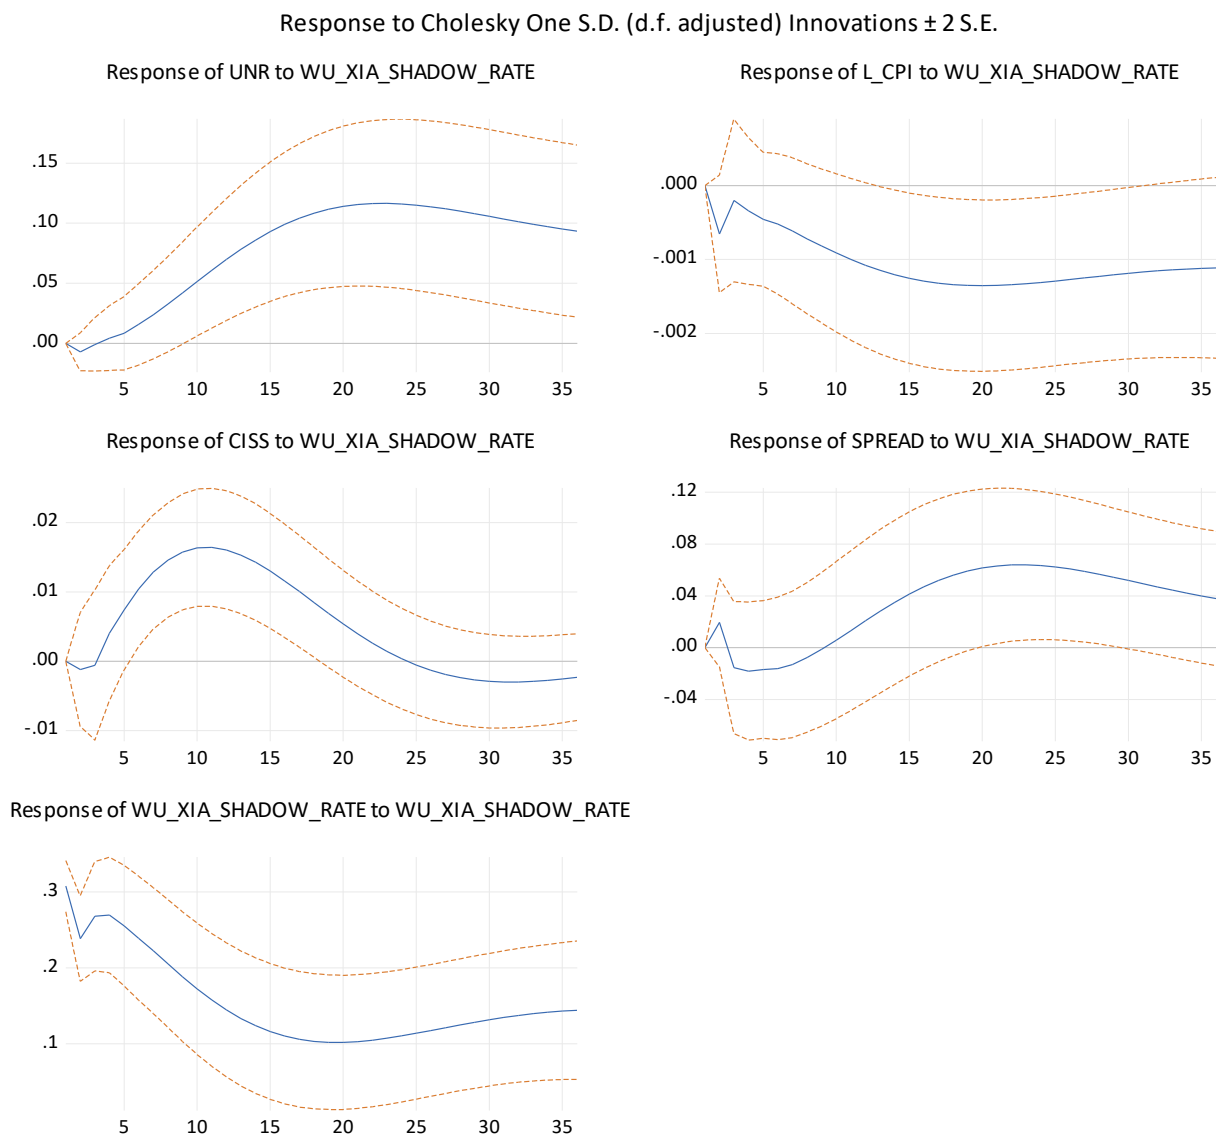 Response to Cholesky One S.D. (d.f. adjusted) Innovations ± 2 S.E.
Response of UNR to WU_XIA_SHADOW_RATE
.15
.10
.05
.00
5 10 15 20 25 30 35
Response of L_CPI to WU_XIA_SHADOW_RATE
.000
-.001
-.002
5 10 15 20 25 30 35
Response of CISS to WU_XIA_SHADOW_RATE
.02
.01
.00
-.01
5 10 15 20 25 30 35
Response of SPREAD to WU_XIA_SHADOW_RATE
.12
.08
.04
.00
-.04
5 10 15 20 25 30 35
Response of WU_XIA_SHADOW_RATE to WU_XIA_SHADOW_RATE
.3
.2
.1
5 10 15 20 25 30 35